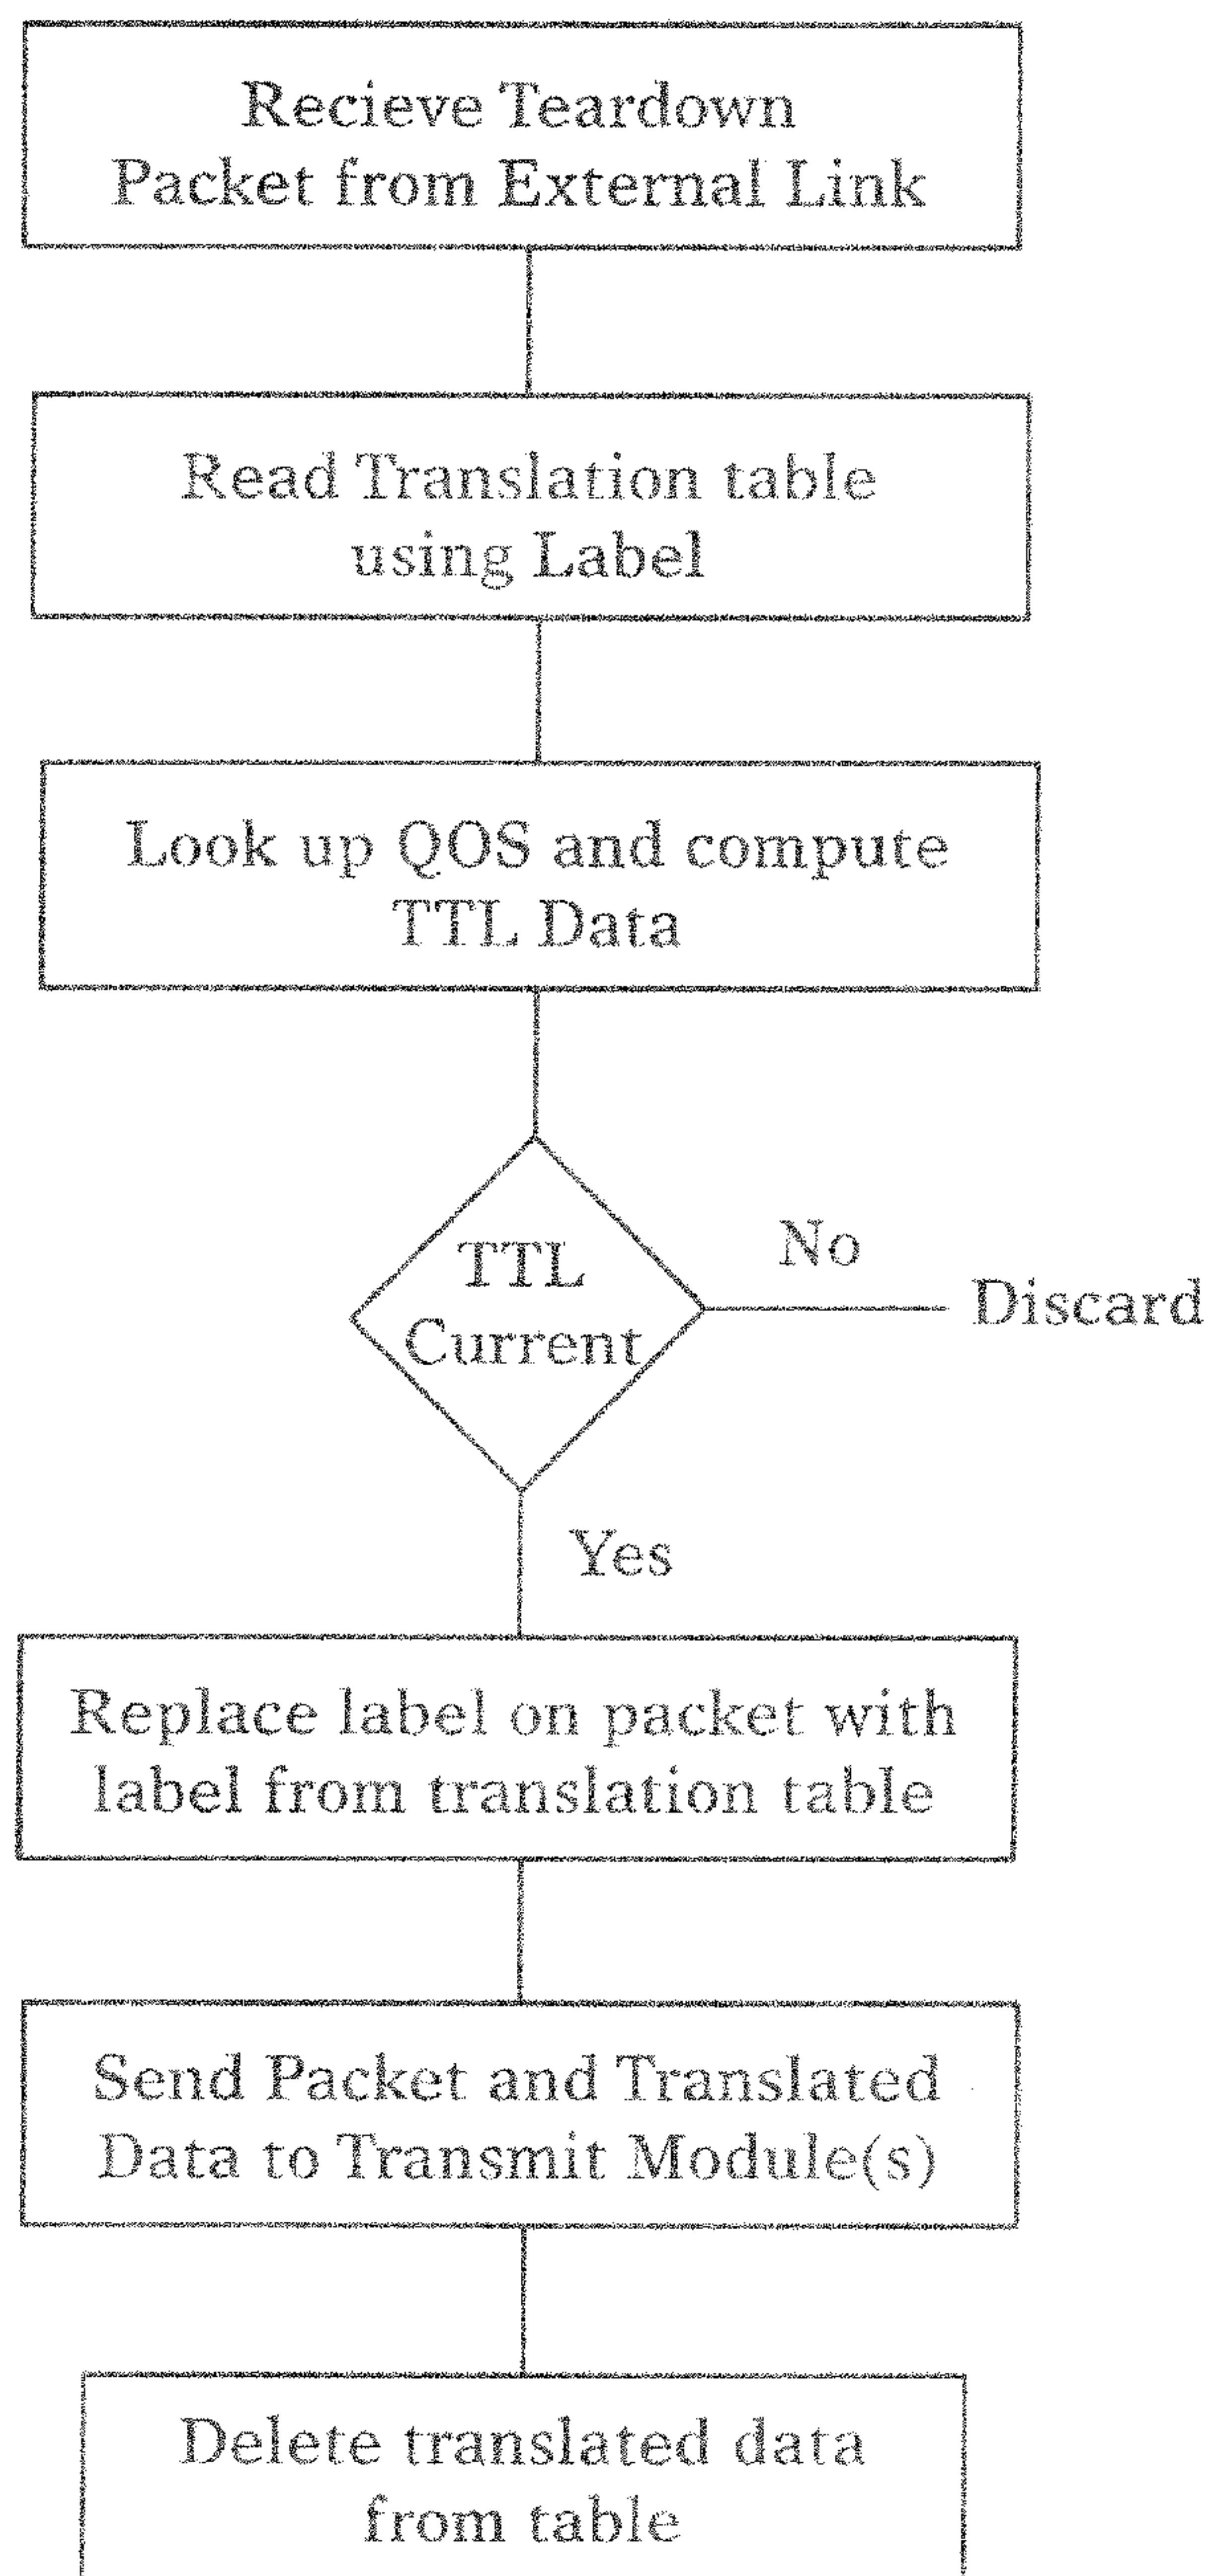 Recieve Teardown
Packet from External Link
Read Translation table
using Label
Look up QOS and compute
TTL Data
TTL
Current
No
Discard
Yes
Replace label on packet with
label from translation table
Send Packet and Translated
Data to Transmit Module(s)
Delete translated data
from table